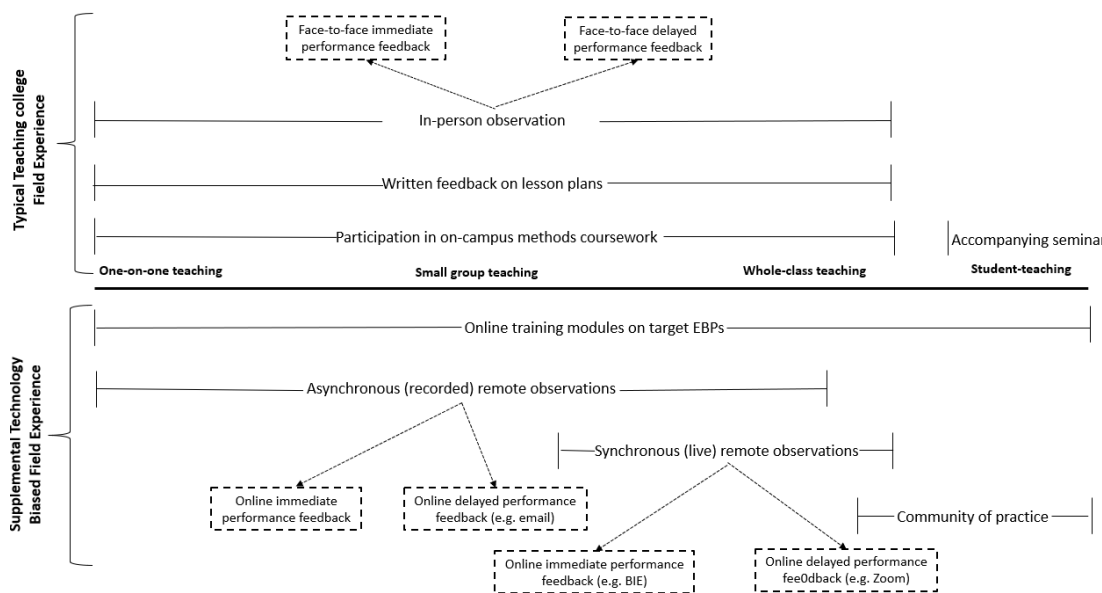 Face-to-face immediate
performance feedback
Face-to-face delayed
performance feedback
Typical Teaching college
Field Experience
In-person observation
Written feedback on lesson plans
Participation in on-campus methods coursework
Accompanying seminar
One-on-one teaching
Small group teaching
Whole-class teaching
Student-teaching
Supplemental Technology
Biased Field Experience
Online training modules on target EBPs
Asynchronous (recorded) remote observations
Synchronous (live) remote observations
Online immediate
performance feedback
Online delayed performance
feedback (e.g. email)
Community of practice
Online immediate performance
feedback (e.g. BIE)
Online delayed performance
fee0dback (e.g. Zoom)